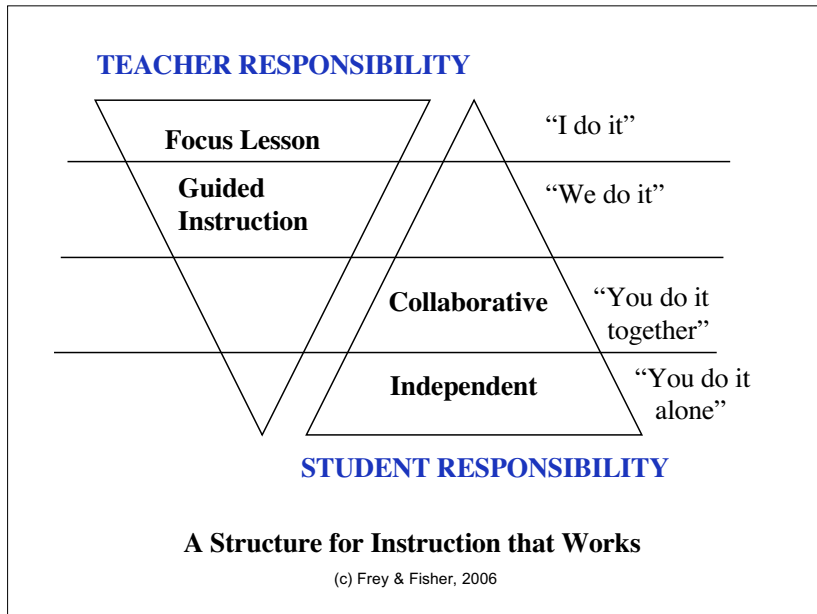 TEACHER RESPONSIBILITY
Focus Lesson
“I do it”
Guided
Instruction
“We do it”
Collaborative
“You do it
together”
Independent
“You do it
alone”
STUDENT RESPONSIBILITY
A Structure for Instruction that Works
(c) Frey & Fisher, 2006